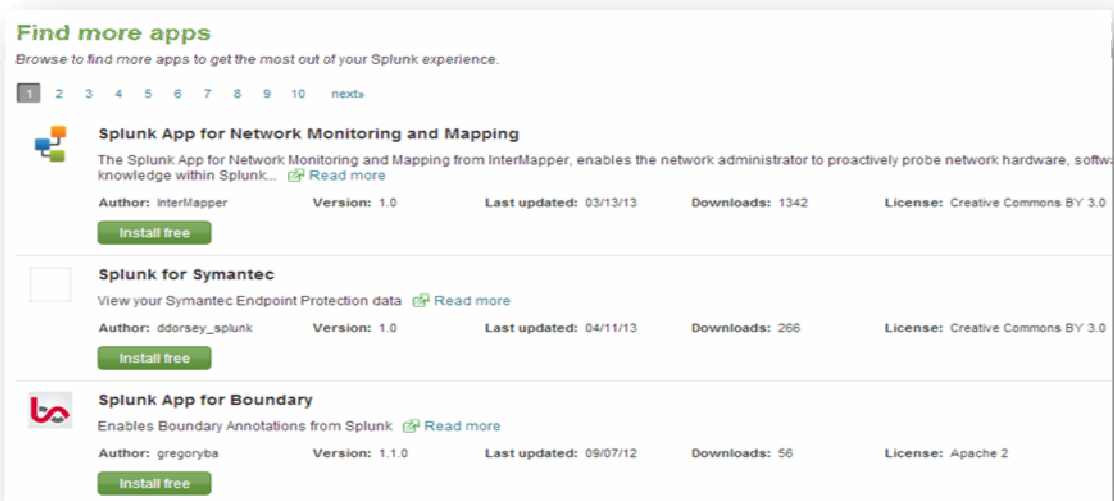 Find more apps
Browse to find more apps to get the most out of your Splunk experience.
1 2 3 4 5 6 7 8 9 10 next»
Splunk App for Network Monitoring and Mapping
The Splunk App for Network Monitoring and Mapping from InterMapper, enables the network administrator to proactively probe network hardware, softw
knowledge within Splunk... Read more
Author: InterMapper Version: 1.0 Last updated: 03/13/13 Downloads: 1342 License: Creative Commons BY 3.0
Install free
Splunk for Symantec
View your Symantec Endpoint Protection data Read more
Author: ddorsey_splunk Version: 1.0 Last updated: 04/11/13 Downloads: 266 License: Creative Commons BY 3.0
Install free
Splunk App for Boundary
Enables Boundary Annotations from Splunk Read more
Author: gregoryba Version: 1.1.0 Last updated: 09/07/12 Downloads: 56 License: Apache 2
Install free